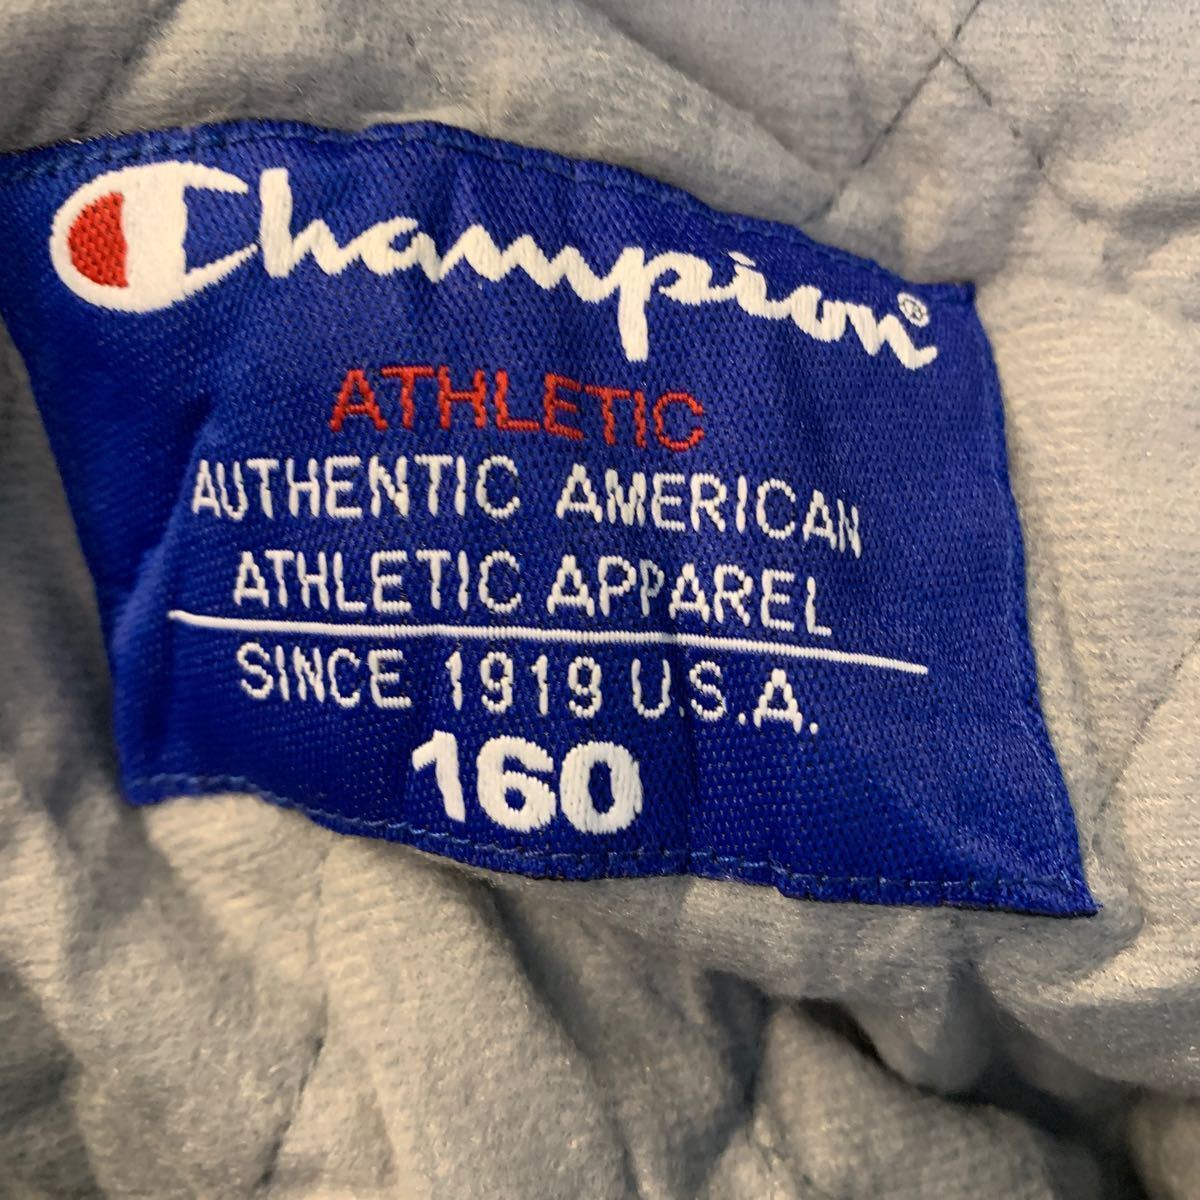 Champion®
ATHLETIC
AUTHENTIC AMERICAN
ATHLETIC APPAREL
SINCE 1919 U.S.A.
160